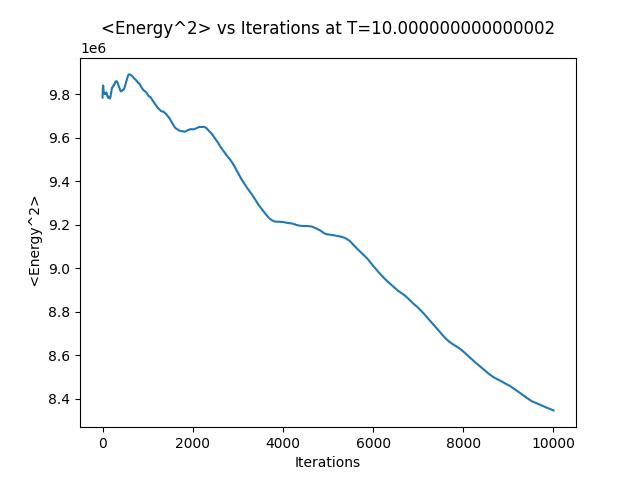 <Energy^2> vs Iterations at T=10.000000000000002
1e6
9.8
9.6
9.4
9.2
9.0
8.8
8.6
8.4
<Energy^2>
0 2000 4000 6000 8000 10000
Iterations